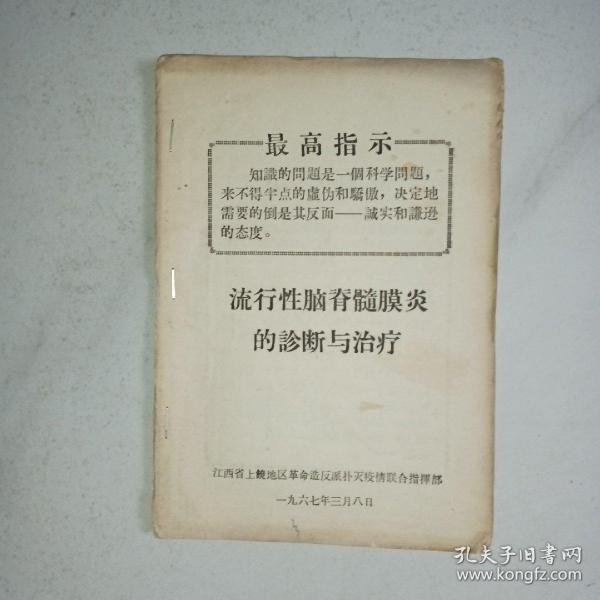 最高指示
知識的問題是一個科学問題，
来不得半点的虛伪和驕傲，决定地
需要的倒是其反面——誠实和謙逊
的态度。
流行性脑脊髓膜炎
的診断与治疗
江西省上饒地区革命造反派扑灭疫情联合指揮部
一九六七年三月八日
孔夫子旧书网
www.kongfz.com